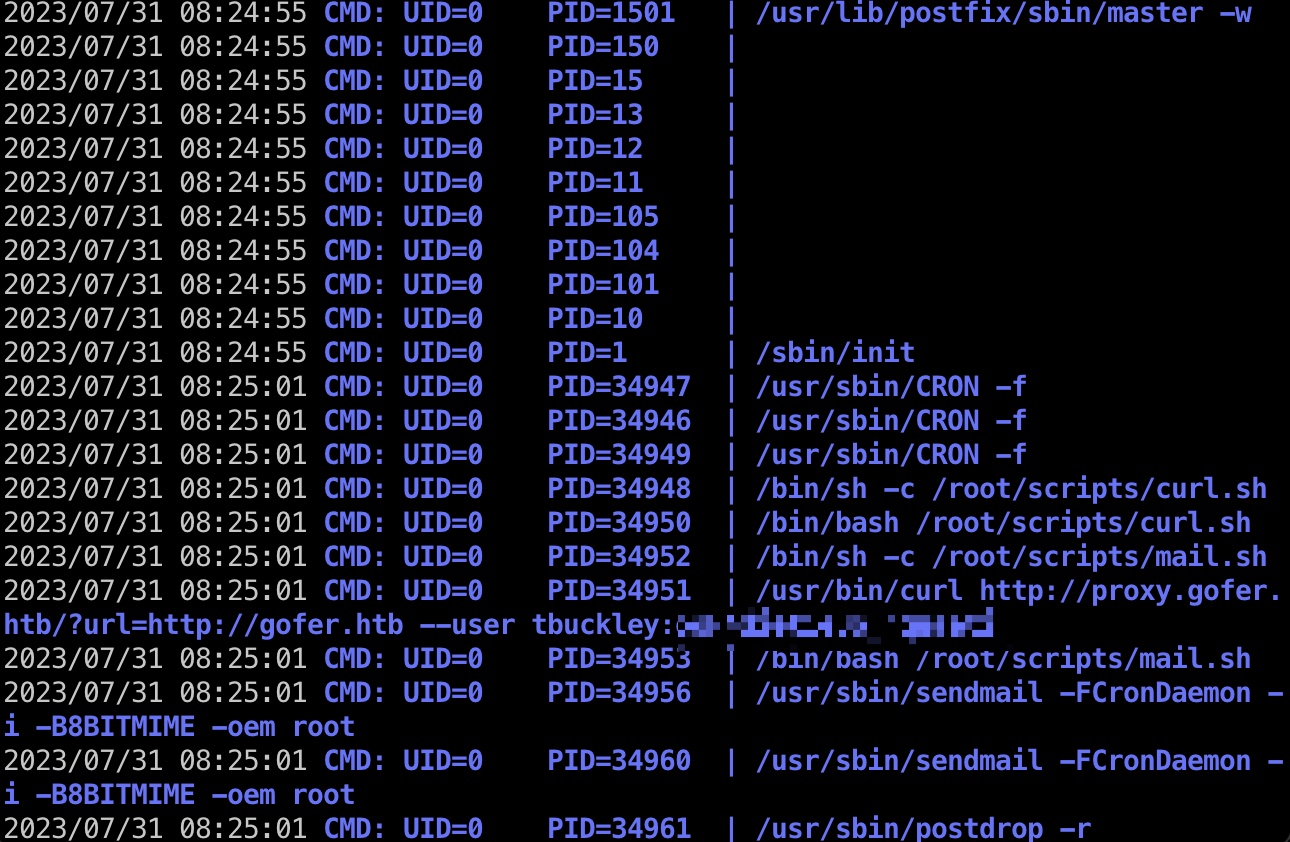 2023/07/31 08:24:55 CMD: UID=0    PID=1501   | /usr/lib/postfix/sbin/master -w
2023/07/31 08:24:55 CMD: UID=0    PID=150    |
2023/07/31 08:24:55 CMD: UID=0    PID=15     |
2023/07/31 08:24:55 CMD: UID=0    PID=13     |
2023/07/31 08:24:55 CMD: UID=0    PID=12     |
2023/07/31 08:24:55 CMD: UID=0    PID=11     |
2023/07/31 08:24:55 CMD: UID=0    PID=105    |
2023/07/31 08:24:55 CMD: UID=0    PID=104    |
2023/07/31 08:24:55 CMD: UID=0    PID=101    |
2023/07/31 08:24:55 CMD: UID=0    PID=10     |
2023/07/31 08:24:55 CMD: UID=0    PID=1      | /sbin/init
2023/07/31 08:25:01 CMD: UID=0    PID=34947  | /usr/sbin/CRON -f
2023/07/31 08:25:01 CMD: UID=0    PID=34946  | /usr/sbin/CRON -f
2023/07/31 08:25:01 CMD: UID=0    PID=34949  | /usr/sbin/CRON -f
2023/07/31 08:25:01 CMD: UID=0    PID=34948  | /bin/sh -c /root/scripts/curl.sh
2023/07/31 08:25:01 CMD: UID=0    PID=34950  | /bin/bash /root/scripts/curl.sh
2023/07/31 08:25:01 CMD: UID=0    PID=34952  | /bin/sh -c /root/scripts/mail.sh
2023/07/31 08:25:01 CMD: UID=0    PID=34951  | /usr/bin/curl http://proxy.gofer.
htb/?url=http://gofer.htb --user tbuckley:
2023/07/31 08:25:01 CMD: UID=0    PID=34953  | /bin/bash /root/scripts/mail.sh
2023/07/31 08:25:01 CMD: UID=0    PID=34956  | /usr/sbin/sendmail -FCronDaemon -
i -B8BITMIME -oem root
2023/07/31 08:25:01 CMD: UID=0    PID=34960  | /usr/sbin/sendmail -FCronDaemon -
i -B8BITMIME -oem root
2023/07/31 08:25:01 CMD: UID=0    PID=34961  | /usr/sbin/postdrop -r